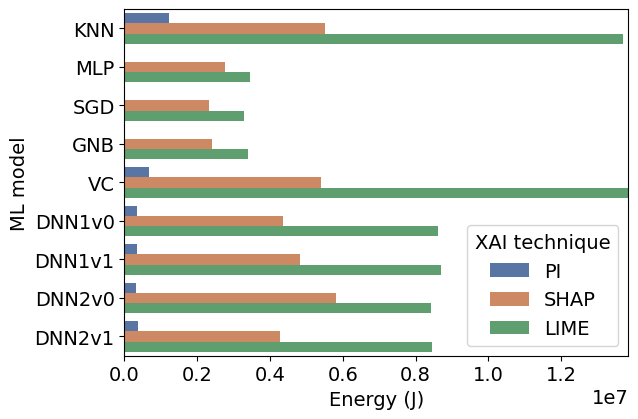 KNN
MLP
SGD
GNB
VC
DNN1v0
DNN1v1
DNN2v0
DNN2v1
ML model
XAI technique
PI
SHAP
LIME
0.0 0.2 0.4 0.6 0.8 1.0 1.2
1e7
Energy (J)